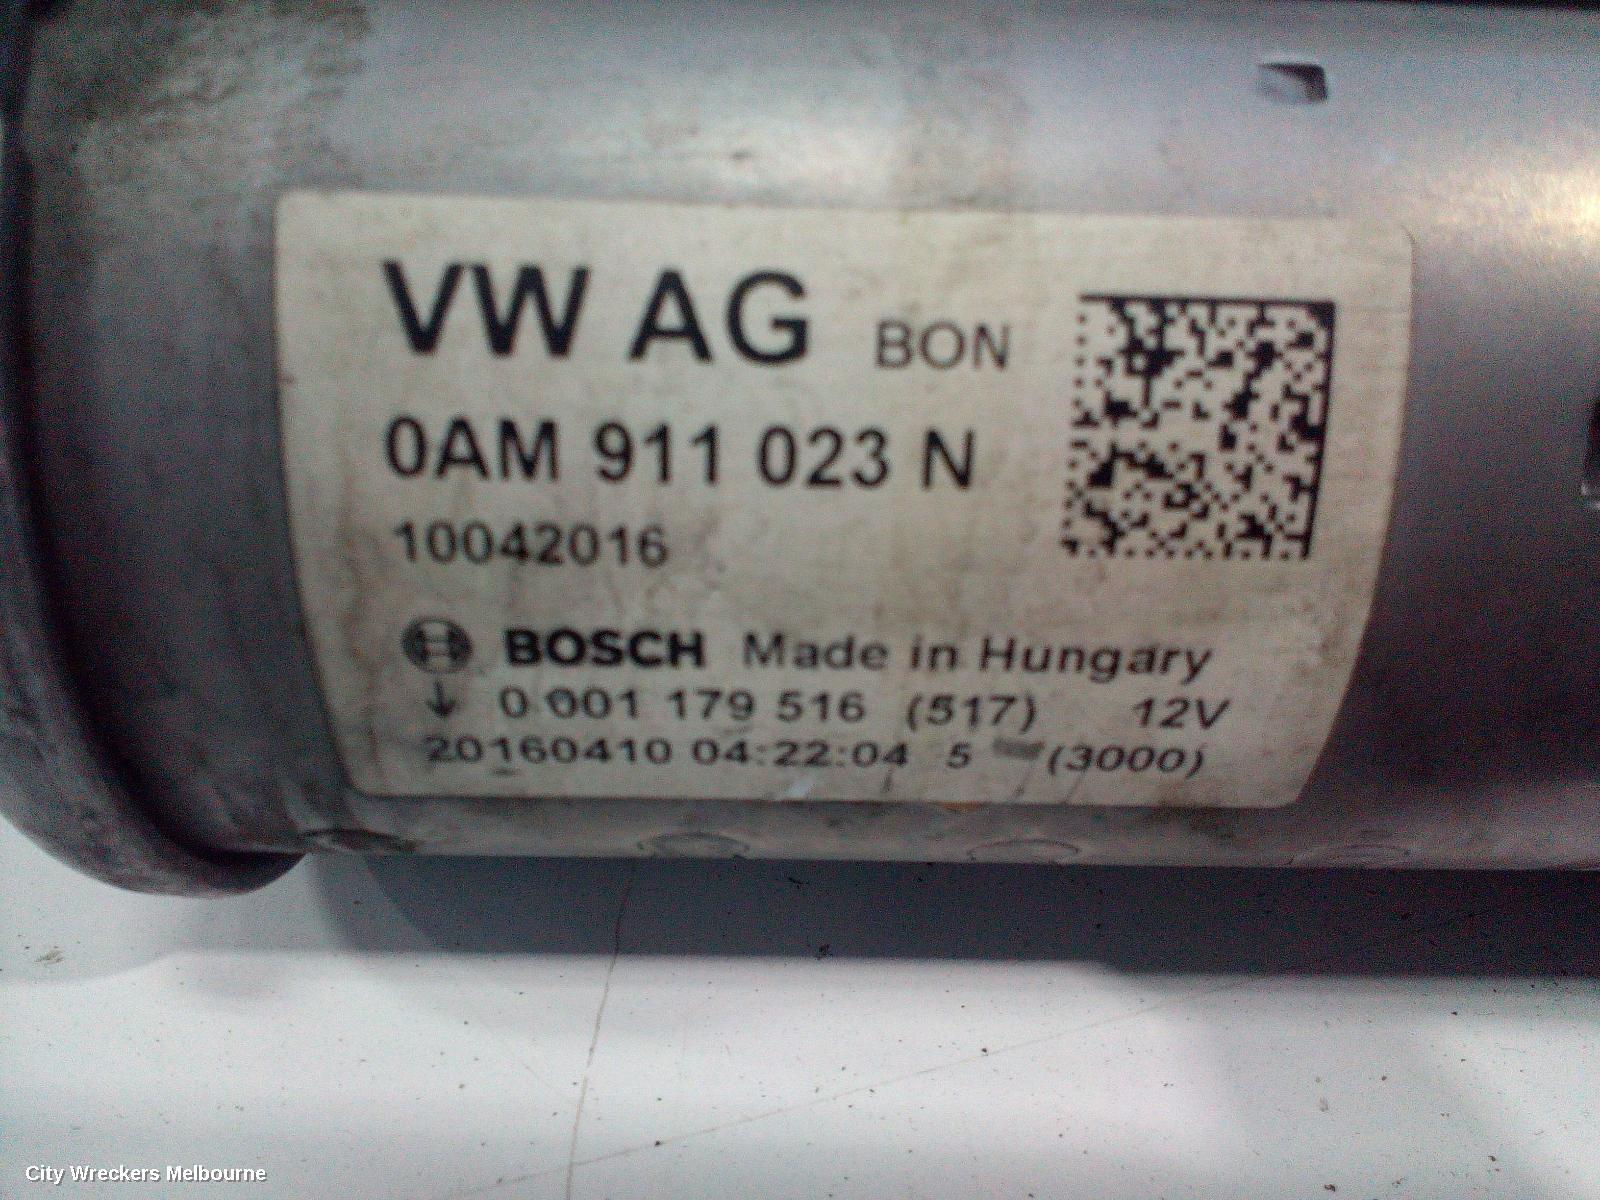 VW AG BON
0AM 911 023 N
10042016
BOSCH Made in Hungary
0 001 179 516 (517) 12V
20160410 04:22:04 5 (3000)
City Wreckers Melbourne